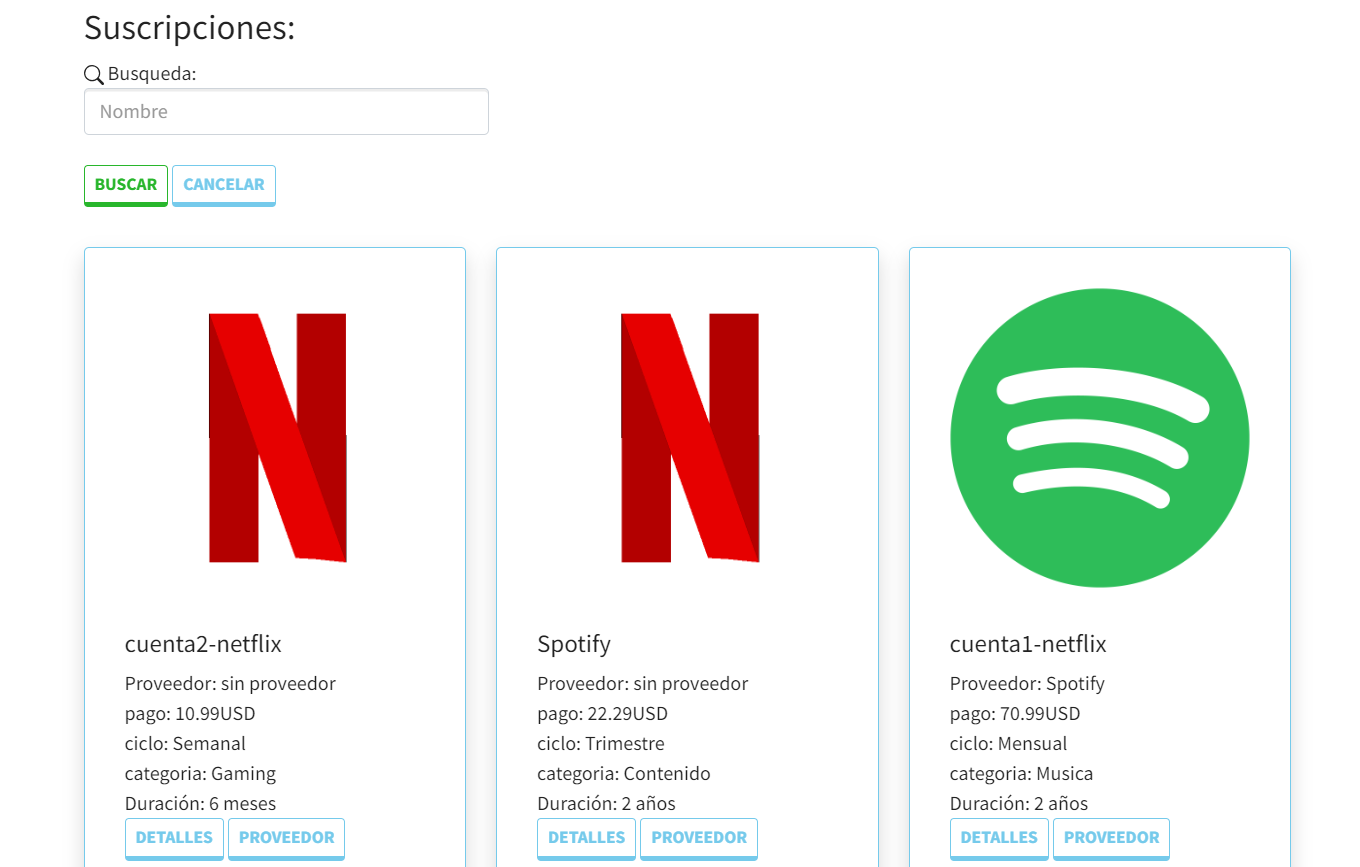 Suscripciones:
Busqueda:
Nombre
BUSCAR CANCELAR
cuenta2-netflix
Proveedor: sin proveedor
pago: 10.99USD
ciclo: Semanal
categoria: Gaming
Duración: 6 meses
DETALLES PROVEEDOR
Spotify
Proveedor: sin proveedor
pago: 22.29USD
ciclo: Trimestre
categoria: Contenido
Duración: 2 años
DETALLES PROVEEDOR
cuenta1-netflix
Proveedor: Spotify
pago: 70.99USD
ciclo: Mensual
categoria: Musica
Duración: 2 años
DETALLES PROVEEDOR